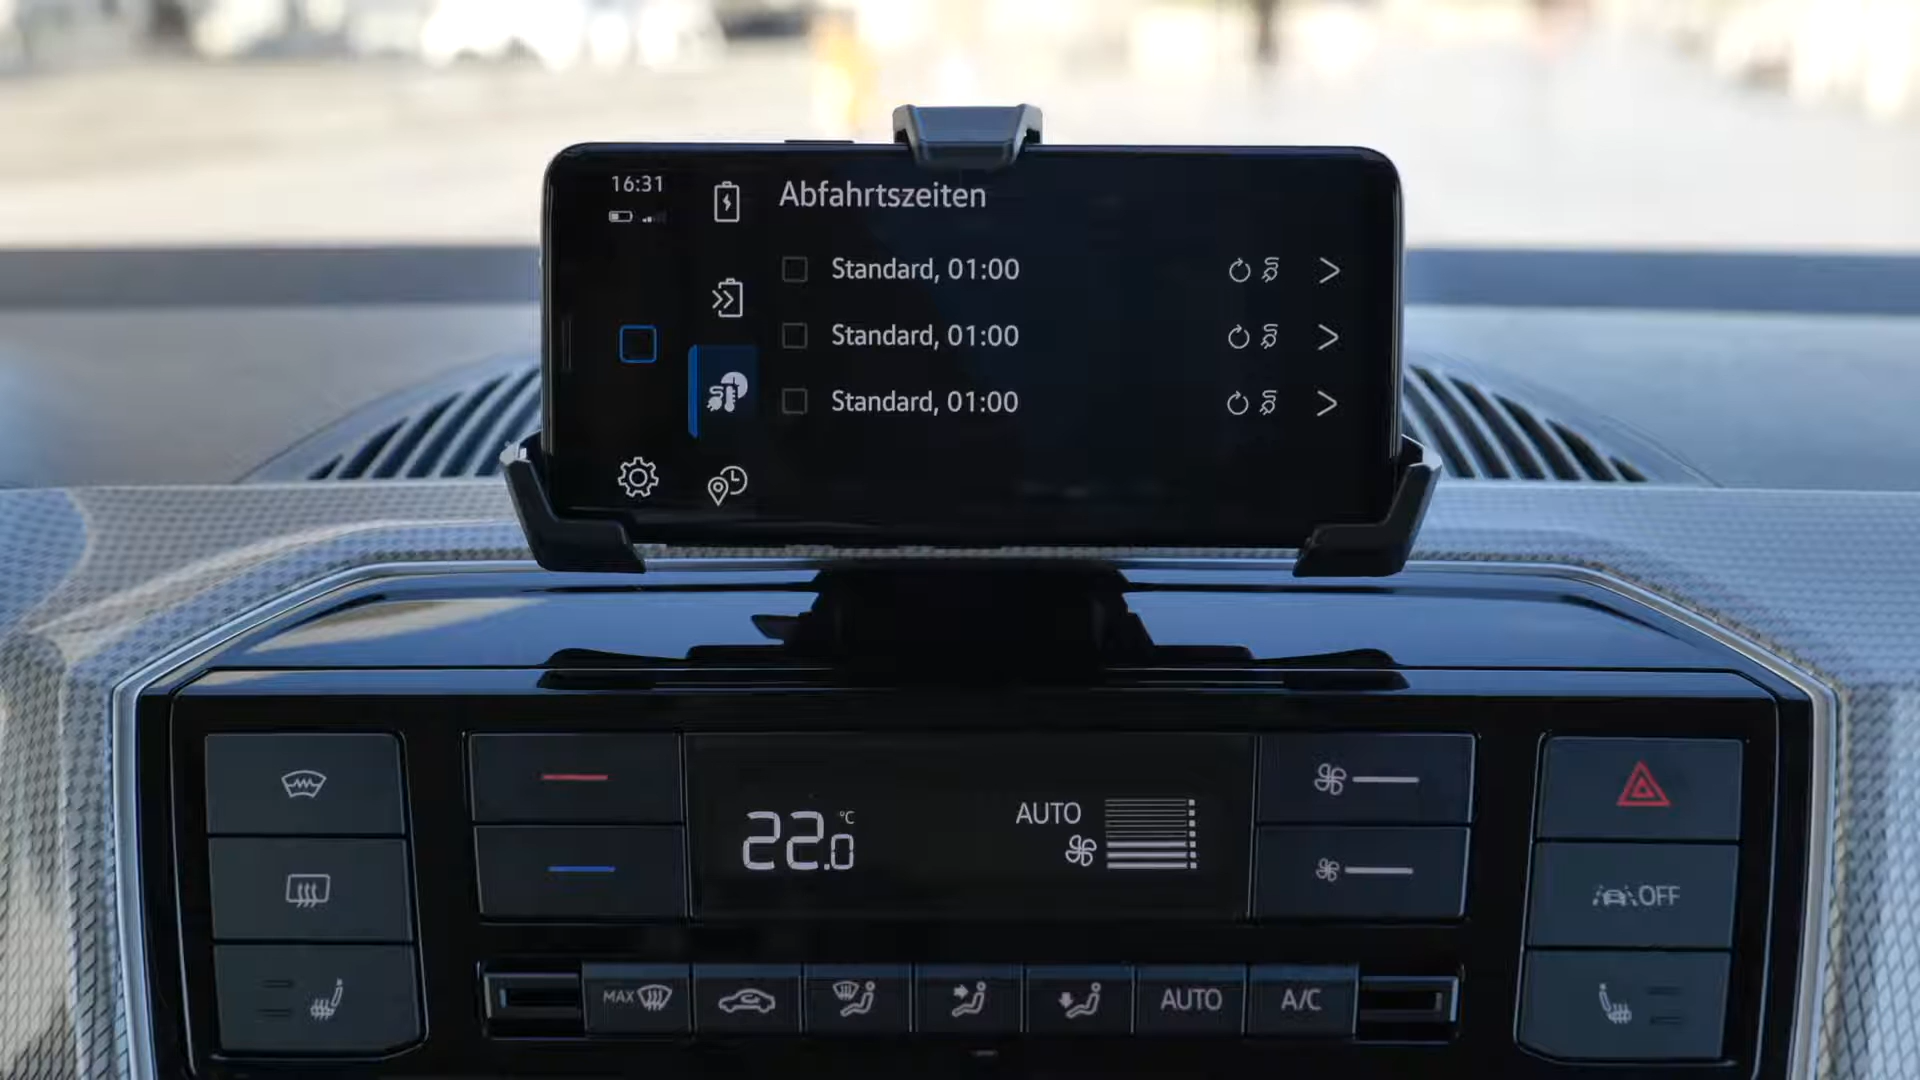 16:31
Abfahrtszeiten
Standard, 01:00
Standard, 01:00
Standard, 01:00
22.0 °C
AUTO
OFF
MAX
AUTO
A/C